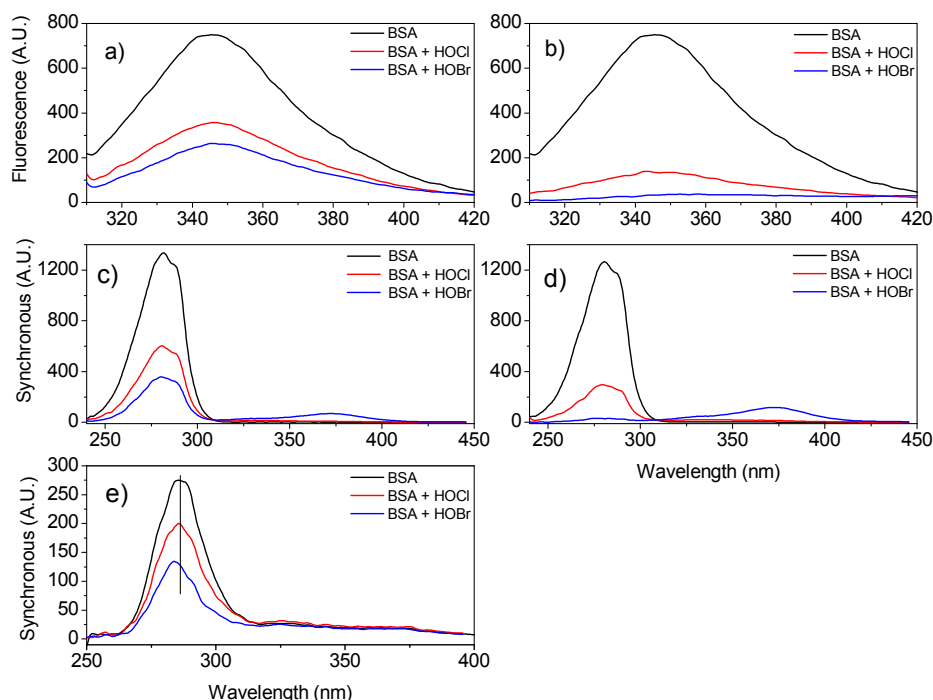 800
600
400
200
0
Fluorescence (A.U.)
a)
BSA
BSA + HOCl
BSA + HOBr
320 340 360 380 400 420
800
600
400
200
0
b)
BSA
BSA + HOCl
BSA + HOBr
320 340 360 380 400 420
1200
800
400
0
Synchronous (A.U.)
c)
BSA
BSA + HOCl
BSA + HOBr
250 300 350 400 450
1200
800
400
0
d)
BSA
BSA + HOCl
BSA + HOBr
250 300 350 400 450
Wavelength (nm)
300
250
200
150
100
50
0
Synchronous (A.U.)
e)
BSA
BSA + HOCl
BSA + HOBr
250 300 350 400
Wavelength (nm)